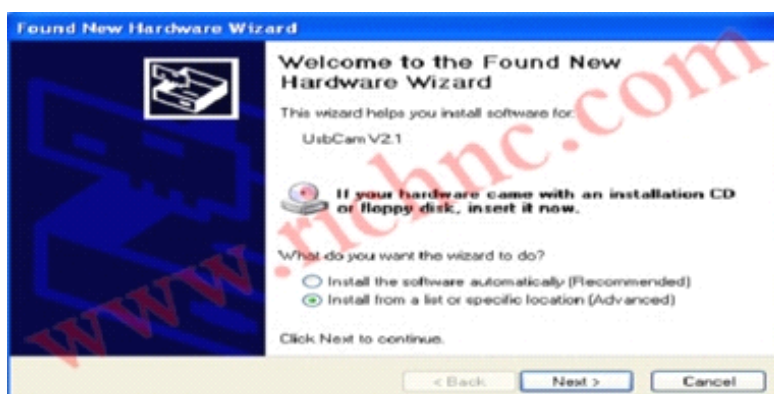 Found New Hardware Wizard
Welcome to the Found New
Hardware Wizard
This wizard helps you install software for:
UsbCam V2.1
If your hardware came with an installation CD
or floppy disk, insert it now.
What do you want the wizard to do?
Install the software automatically (Recommended)
Install from a list or specific location (Advanced)
Click Next to continue.
< Back
Next >
Cancel
www.richnc.com